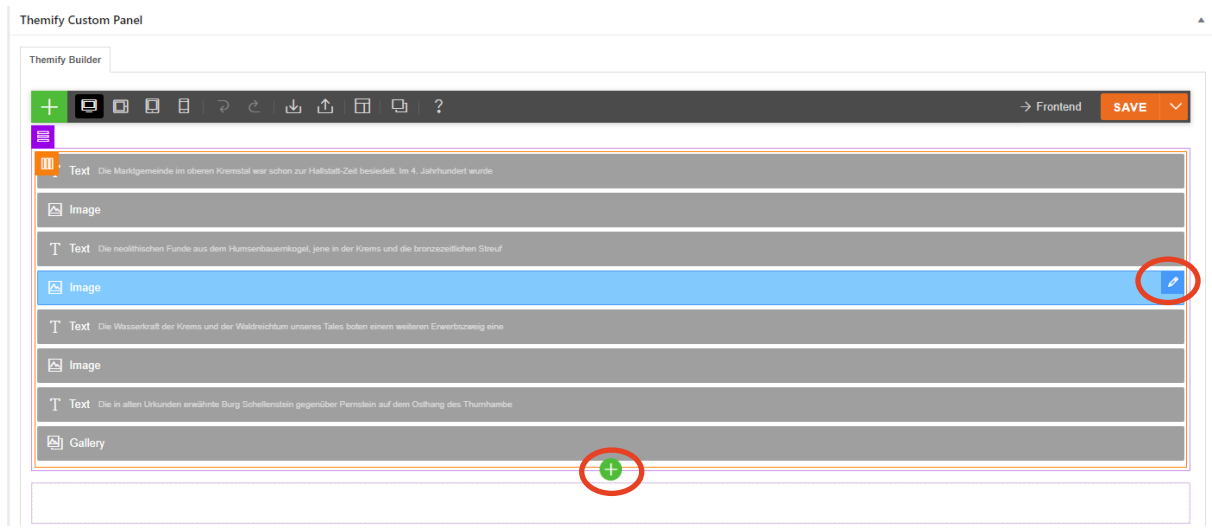 Themify Custom Panel
Themify Builder
? Frontend SAVE
Text Die Marktgemeinde im oberen Kremstal war schon zur Hallstatt-Zeit besiedelt. Im 4. Jahrhundert wurde
Image
T Text Die neolithischen Funde aus dem Humsenbauernkogel, jene in der Krems und die bronzezeitlichen Streuf
Image
T Text Die Wasserkraft der Krems und der Waldreichtum unseres Tales boten einem weiteren Erwerbszweig eine
Image
T Text Die in alten Urkunden erwähnte Burg Schellenstein gegenüber Pernstein auf dem Osthang des Thurnhambe
Gallery